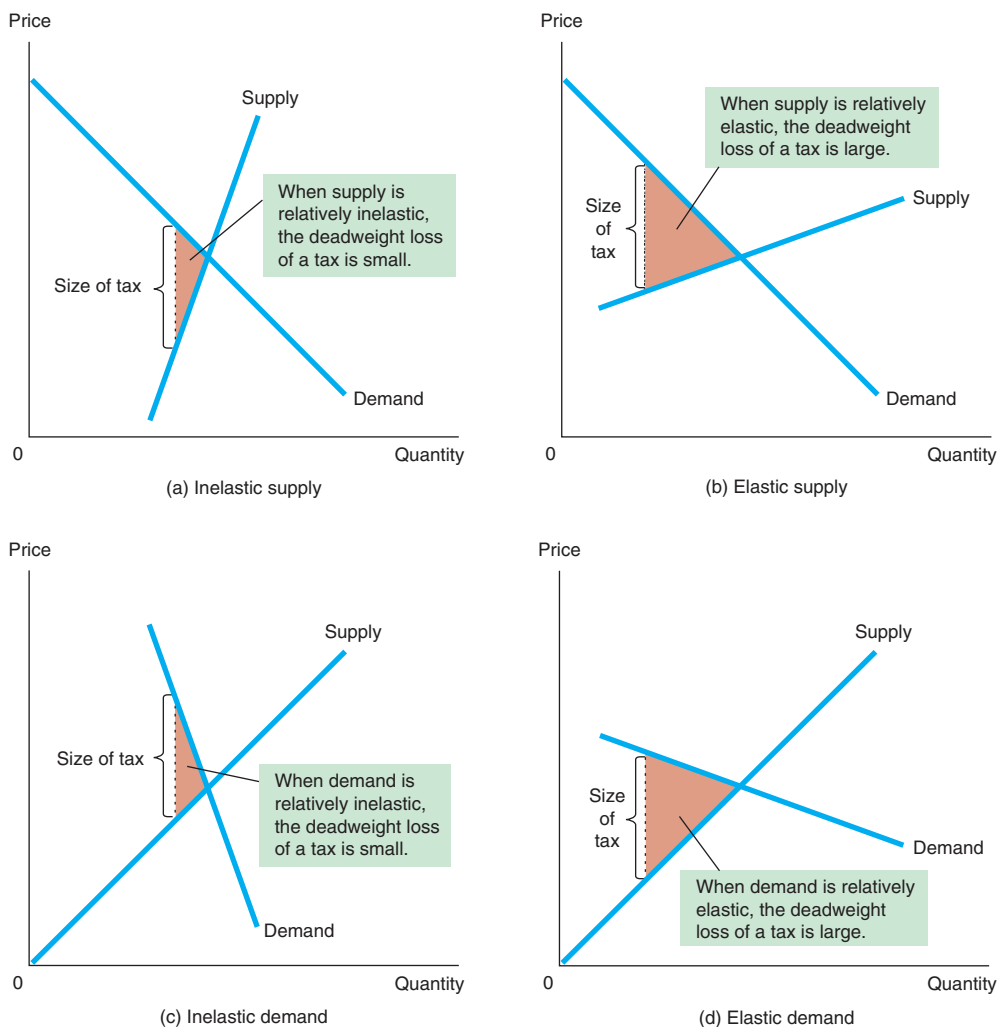 Price
Supply
When supply is
relatively inelastic,
the deadweight loss
of a tax is small.
Size of tax
Demand
0
Quantity
(a) Inelastic supply
Price
When supply is relatively
elastic, the deadweight
loss of a tax is large.
Size
of
tax
Supply
Demand
0
Quantity
(b) Elastic supply
Price
Supply
Size of tax
When demand is
relatively inelastic,
the deadweight loss
of a tax is small.
Demand
0
Quantity
(c) Inelastic demand
Price
Supply
Size
of
tax
Demand
When demand is relatively
elastic, the deadweight
loss of a tax is large.
0
Quantity
(d) Elastic demand